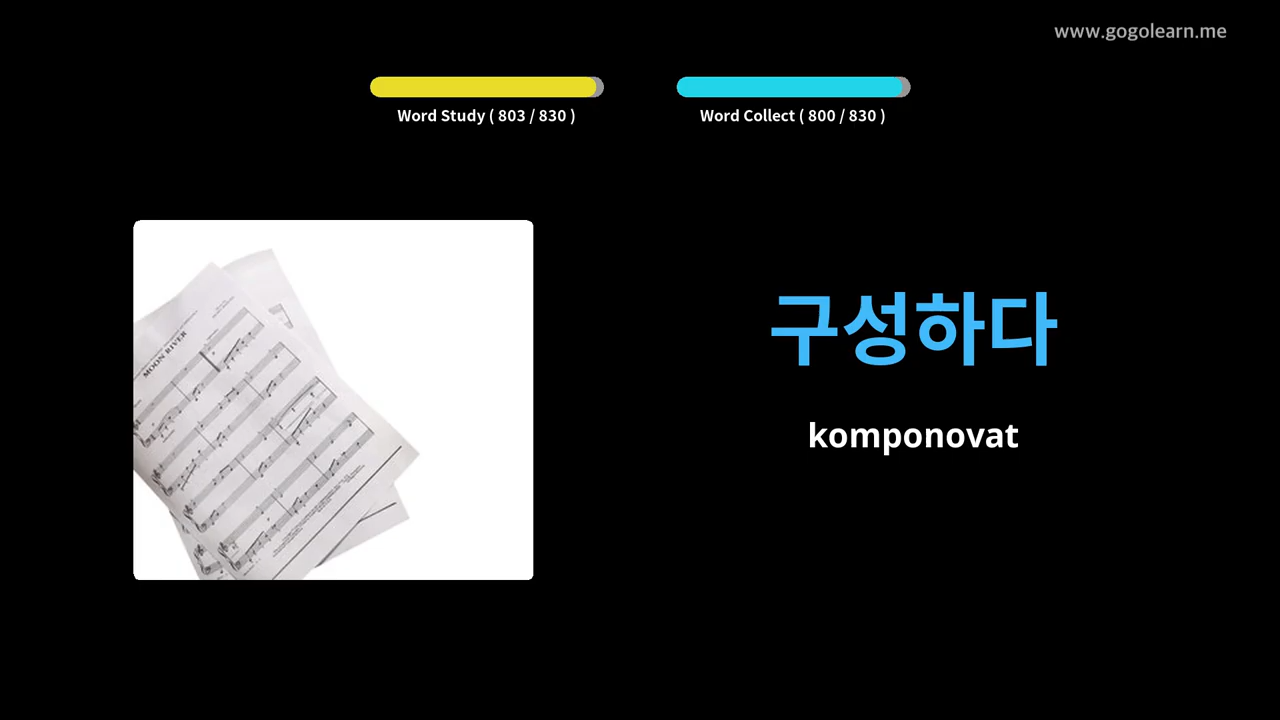 www.gogolearn.me
Word Study ( 803 / 830 )
Word Collect ( 800 / 830 )
MOON RIVER
구성하다
komponovat